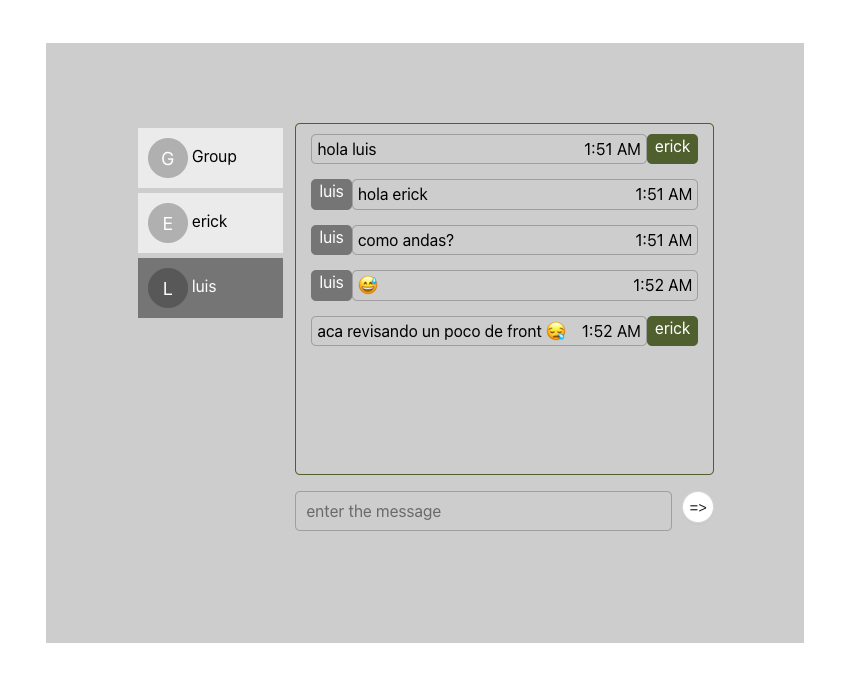 G Group
E erick
L luis
hola luis 1:51 AM erick
luis hola erick 1:51 AM
luis como andas? 1:51 AM
luis 😅 1:52 AM
aca revisando un poco de front 😪 1:52 AM erick
enter the message =>